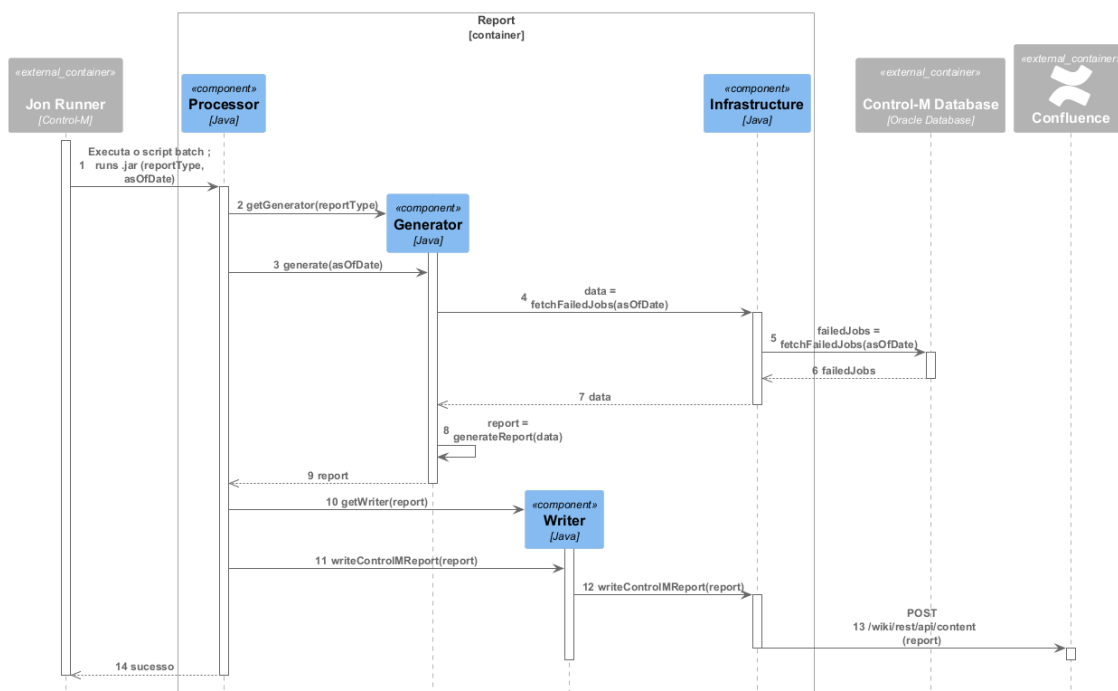 Report
[container]
«external_container»
Jon Runner
[Control-M]
«component»
Processor
[Java]
«component»
Infrastructure
[Java]
«external_container»
Control-M Database
[Oracle Database]
«external_container»
Confluence
Executa o script batch ;
1 runs .jar (reportType,
asOfDate)
2 getGenerator(reportType)
«component»
Generator
[Java]
3 generate(asOfDate)
data =
4 fetchFailedJobs(asOfDate)
failedJobs =
5 fetchFailedJobs(asOfDate)
6 failedJobs
7 data
report =
8 generateReport(data)
9 report
10 getWriter(report)
«component»
Writer
[Java]
11 writeControlMReport(report)
12 writeControlMReport(report)
POST
13 /wiki/rest/api/content
(report)
14 sucesso